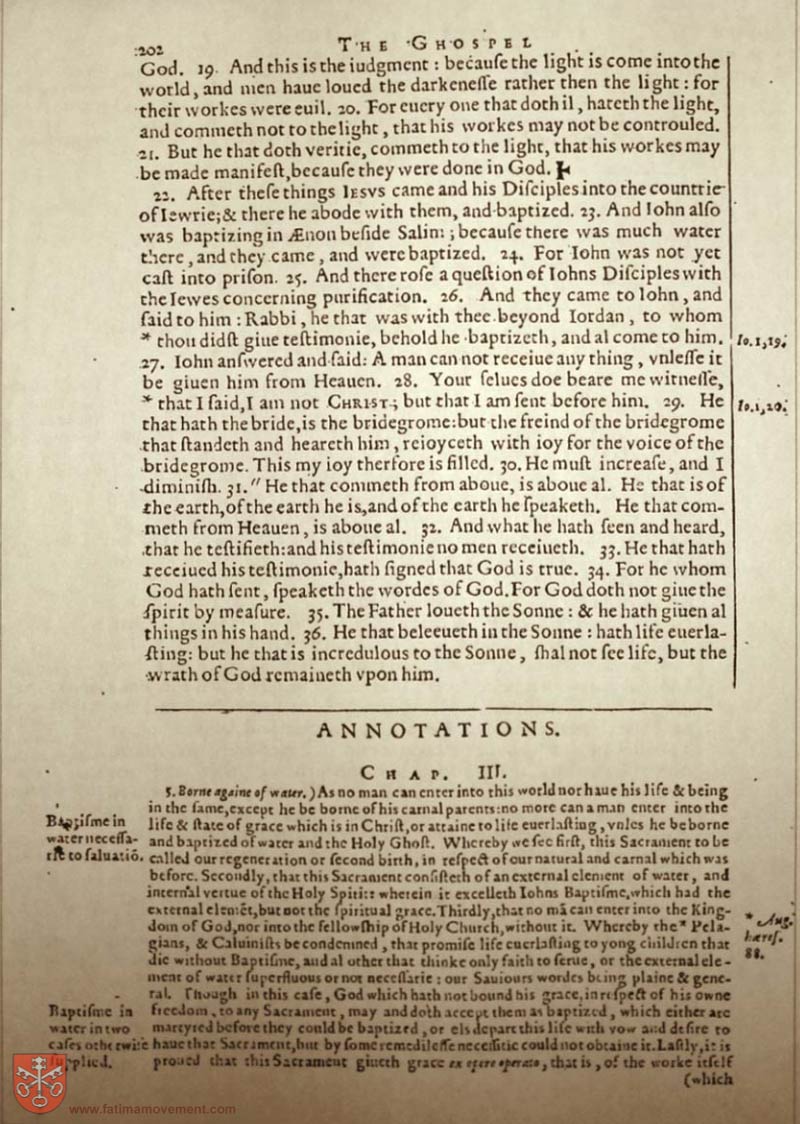 202
THE GHOSPEL
God. 19. And this is the iudgment : becauſe the light is come into the
world, and men haue loued the darkeneſſe rather then the light : for
their workes were euil. 20. For euery one that doth il, hateth the light,
and commeth not to the light, that his workes may not be controuled.
21. But he that doth veritie, commeth to the light, that his workes may
be made manifeſt, becauſe they were done in God.
22. After theſe things IESVS came and his Diſciples into the countrie
of Iewrie; & there he abode with them, and baptized. 23. And Iohn alſo
was baptizing in Ænon beſide Salim ; becauſe there was much water
there, and they came, and were baptized. 24. For Iohn was not yet
caſt into priſon. 25. And there roſe a queſtion of Iohns Diſciples with
the Iewes concerning purification. 26. And they came to Iohn, and
ſaid to him : Rabbi, he that was with thee beyond Iordan, to whom
* thou didſt giue teſtimonie, behold he baptizeth, and al come to him.
Io. 1, 19.
27. Iohn anſwered and ſaid: A man can not receiue any thing, vnleſſe it
be giuen him from Heauen. 28. Your ſelues doe beare me witneſſe,
* that I ſaid, I am not CHRIST; but that I am ſent before him. 29. He
Io. 1, 20.
that hath the bride, is the bridegrome: but the freind of the bridegrome
that ſtandeth and heareth him, reioyceth with ioy for the voice of the
bridegrome. This my ioy therfore is filled. 30. He muſt increaſe, and I
diminiſh. 31. " He that commeth from aboue, is aboue al. He that is of
the earth, of the earth he is, and of the earth he ſpeaketh. He that com-
meth from Heauen, is aboue al. 32. And what he hath ſeen and heard,
that he teſtifieth: and his teſtimonie no men receiueth. 33. He that hath
receiued his teſtimonie, hath ſigned that God is true. 34. For he whom
God hath ſent, ſpeaketh the wordes of God. For God doth not giue the
ſpirit by meaſure. 35. The Father loueth the Sonne : & he hath giuen al
things in his hand. 36. He that beleeueth in the Sonne : hath life euerla-
ſting: but he that is incredulous to the Sonne, ſhal not ſee life, but the
wrath of God remaineth vpon him.
ANNOTATIONS.
CHAP. III.
5. Borne againe of water. ) As no man can enter into this world nor haue his life & being
in the ſame, except he be borne of his carnal parents: no more can a man enter into the
life & ſtate of grace which is in Chriſt, or attaine to life euerlaſting, vnles he be borne
and baptized of water and the Holy Ghoſt. Whereby we ſee firſt, this Sacrament to be
called our regeneration or ſecond birth, in reſpect of our natural and carnal which was
before. Secondly, that this Sacrament conſiſteth of an external element of water, and
internal vertue of the Holy Spirit: wherein it excelleth Iohns Baptiſme, which had the
external elemẽt, but not the ſpiritual grace. Thirdly, that no mã can enter into the King-
dom of God, nor into the fellowſhip of Holy Church, without it. Whereby the * Pela-
gians, & Caluiniſts be condemned, that promiſe life euerlaſting to yong children that
die without Baptiſme, and al other that thinke only faith to ſerue, or the external ele-
ment of water ſuperfluous or not neceſſarie : our Sauiours wordes being plaine & gene-
ral. Though in this caſe, God which hath not bound his grace, in reſpect of his owne
freedom, to any Sacrament, may and doth accept them as baptized, which either are
martyred before they could be baptized, or els depart this life with vow and deſire to
haue that Sacrament, but by ſome remedileſſe neceſſitie could not obtaine it. Laſtly, it is
proued that this Sacrament giueth grace ex opere operato, that is, of the worke itſelf
(which
Baptiſme in
water neceſſa-
rie to ſaluatiõ.
* Aug.
hæreſ.
88.
Baptiſme in
water in two
caſes otherwiſe
ſupplied.
www.fatimamovement.com